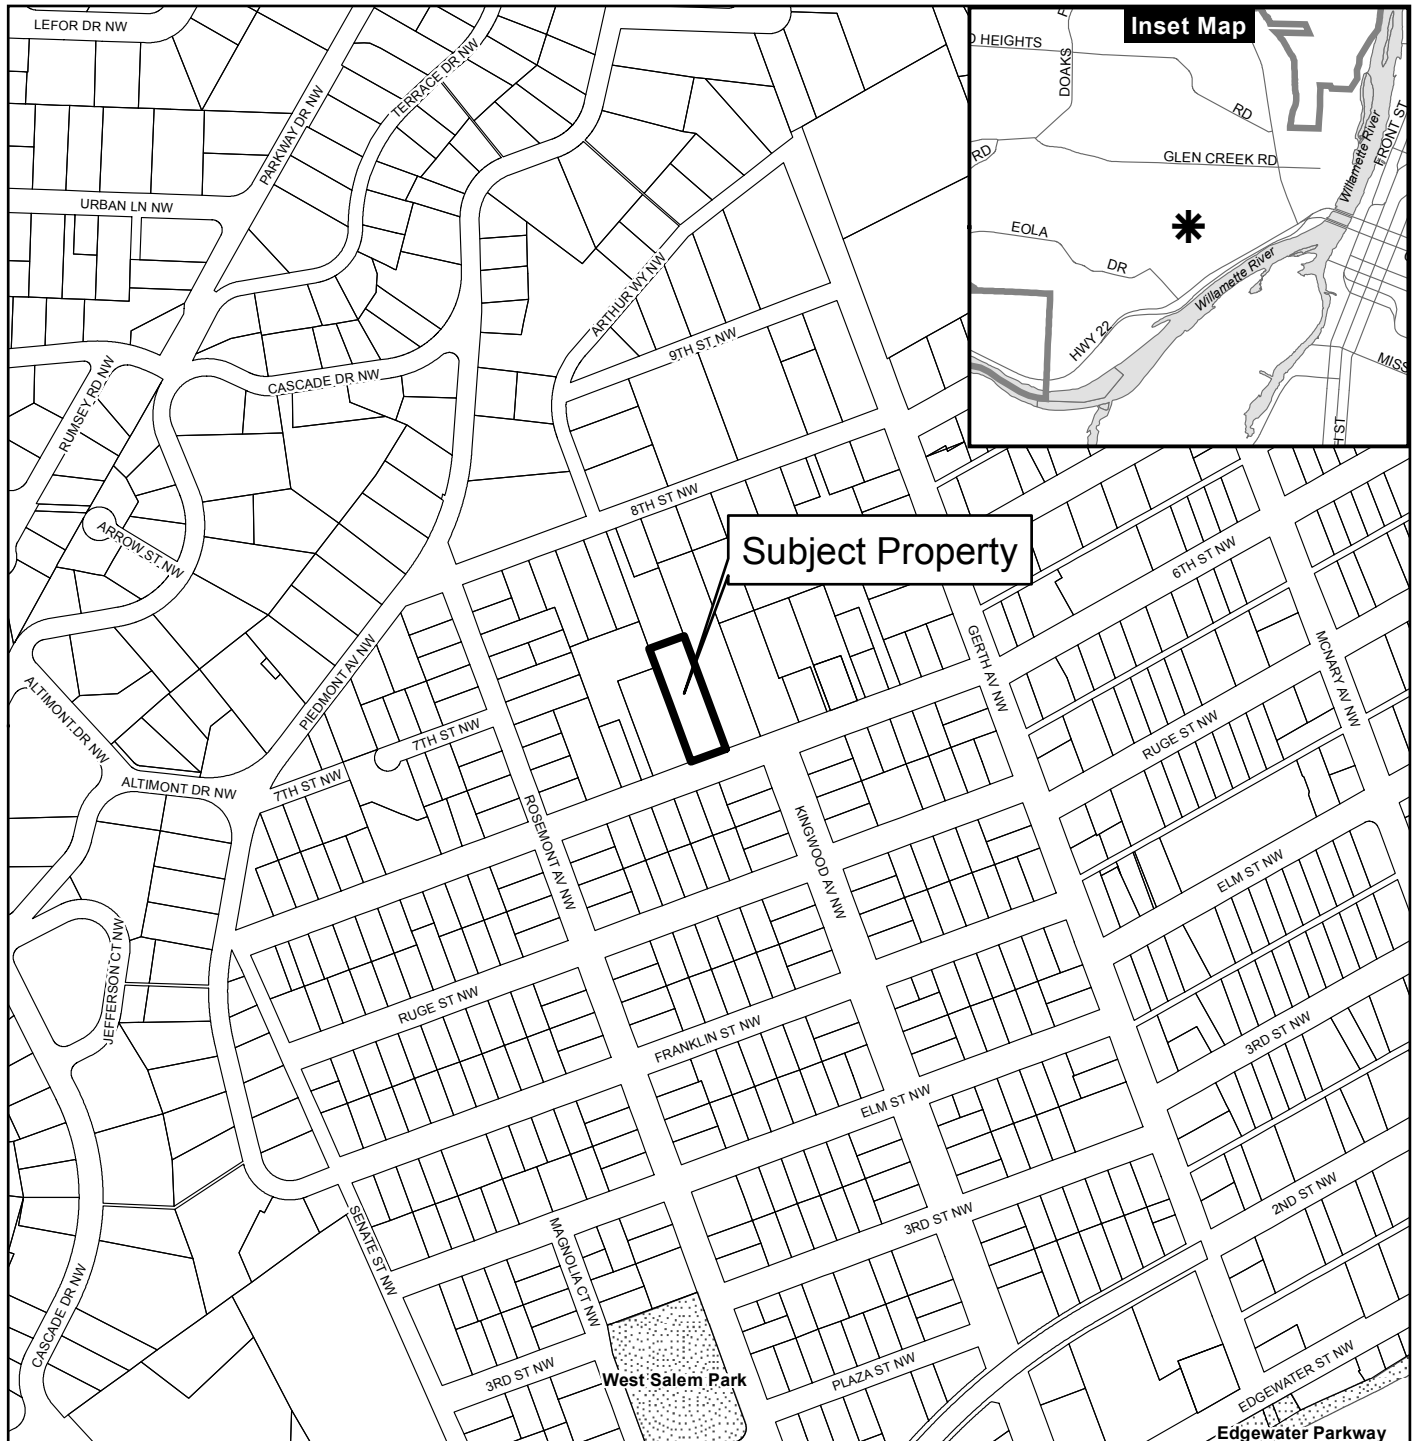 LEFOR DR NW
TERRACE DR NW
PARKWAY DR NW
URBAN LN NW
ARTHUR WY NW
9TH ST NW
CASCADE DR NW
RUMSEY RD NW
8TH ST NW
ARROW ST NW
Subject Property
6TH ST NW
GERTH AV NW
MCNARY AV NW
PIEDMONT AV NW
ALTIMONT DR NW
7TH ST NW
7TH ST NW
ALTIMONT DR NW
RUGE ST NW
ROSEMONT AV NW
KINGWOOD AV NW
ELM ST NW
JEFFERSON CT NW
RUGE ST NW
FRANKLIN ST NW
3RD ST NW
ELM ST NW
2ND ST NW
3RD ST NW
SENATE ST NW
MAGNOLIA CT NW
CASCADE DR NW
3RD ST NW
West Salem Park
PLAZA ST NW
EDGEWATER ST NW
Edgewater Parkway
Inset Map
D HEIGHTS
DOAKS
F
RD
RD
GLEN CREEK RD
Willamette River
FRONT ST
EOLA
DR
Willamette River
HWY 22
MISS
H ST